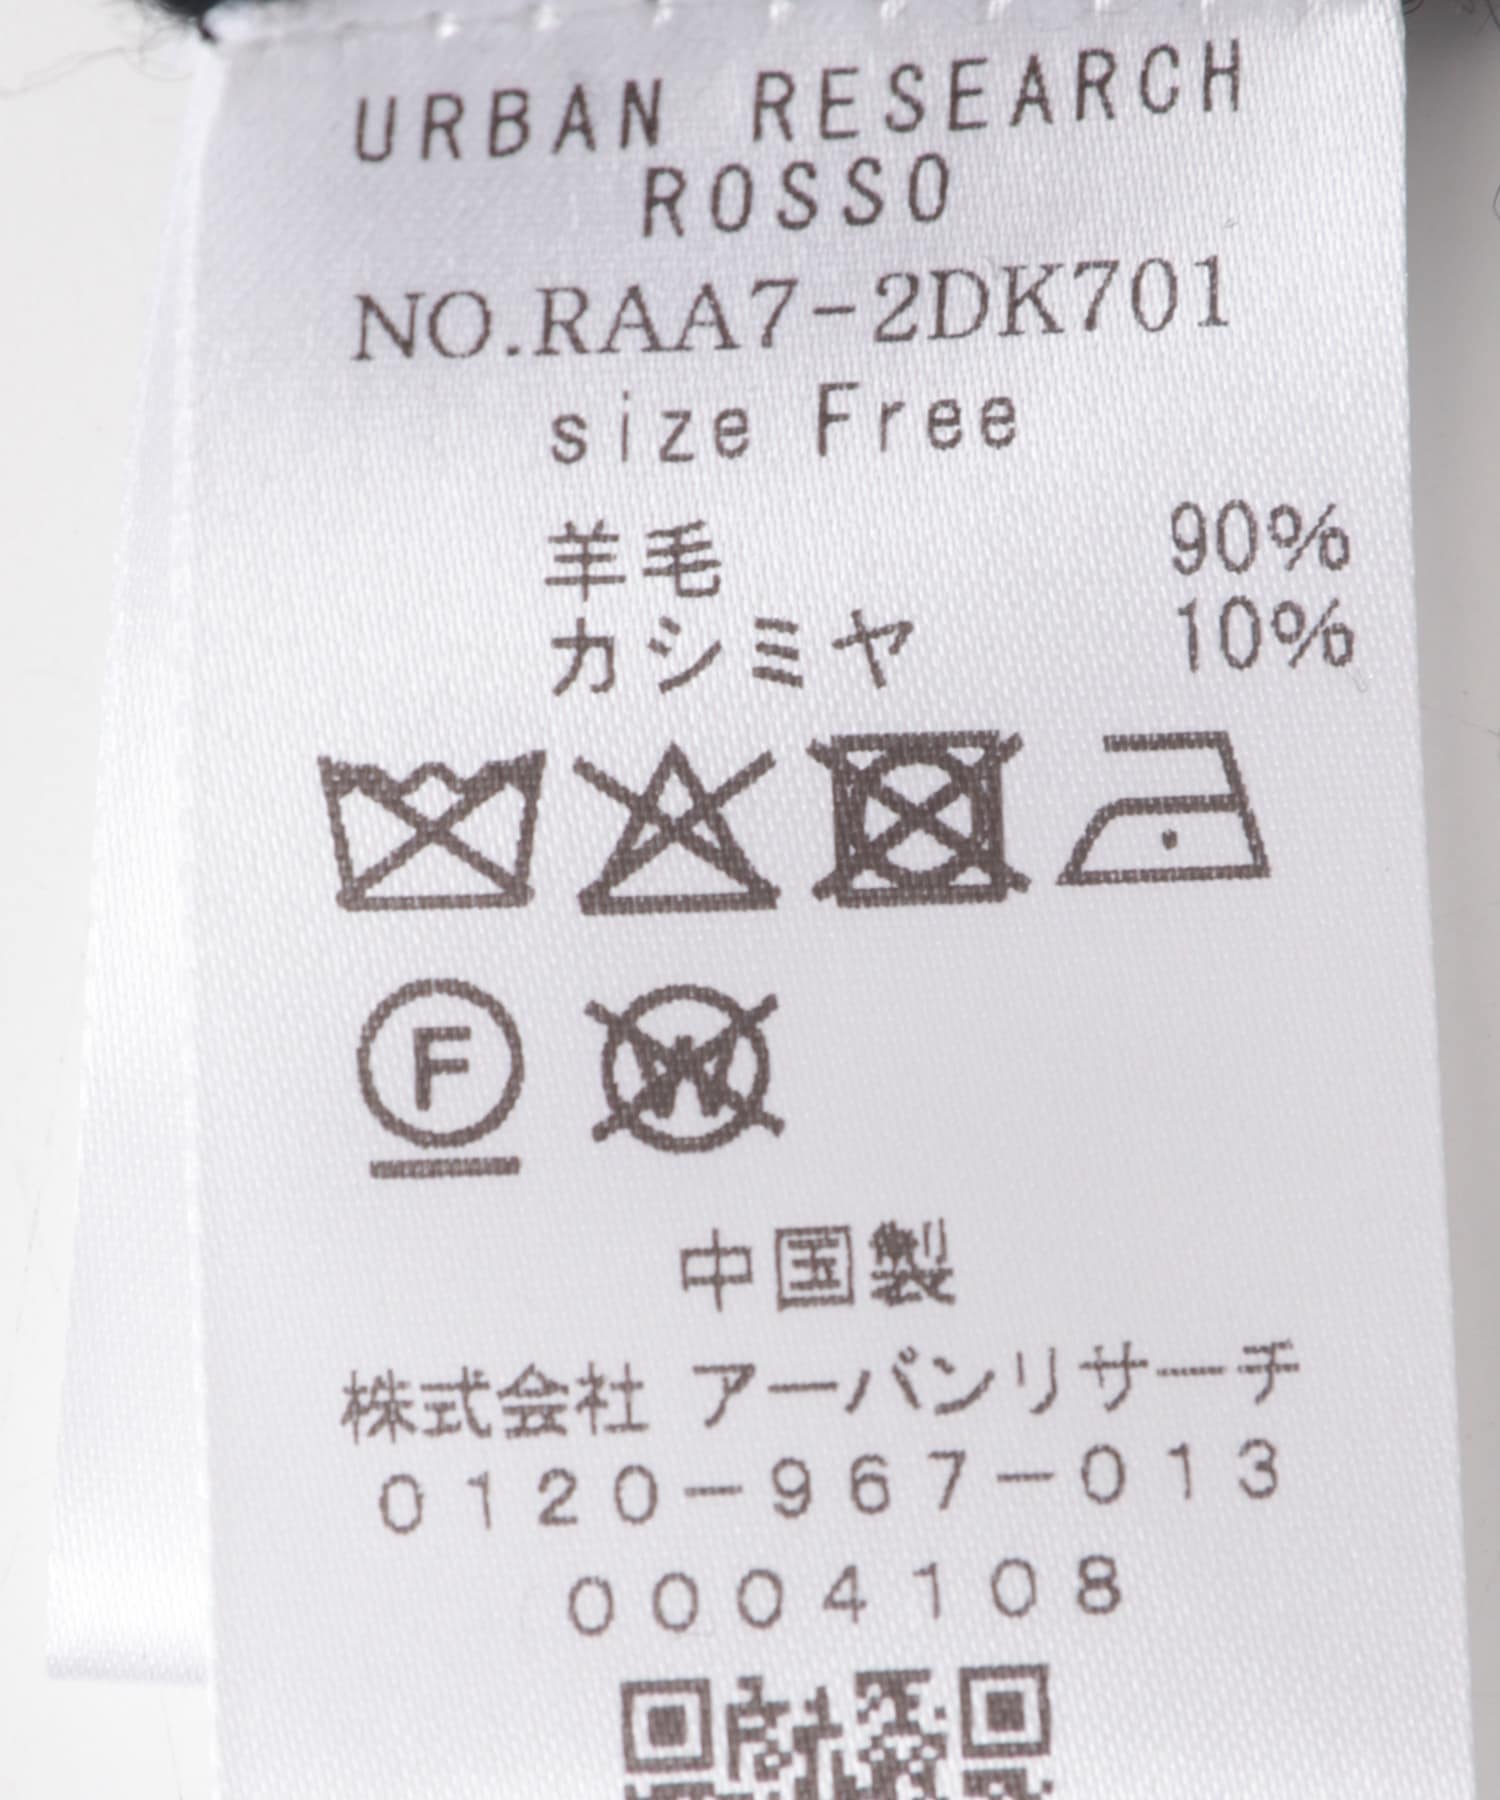 URBAN RESEARCH
ROSSO
NO.RAA7-2DK701
size Free
羊毛 90%
カシミヤ 10%
F
W
中国製
株式会社 アーバンリサーチ
0120-967-013
0004108